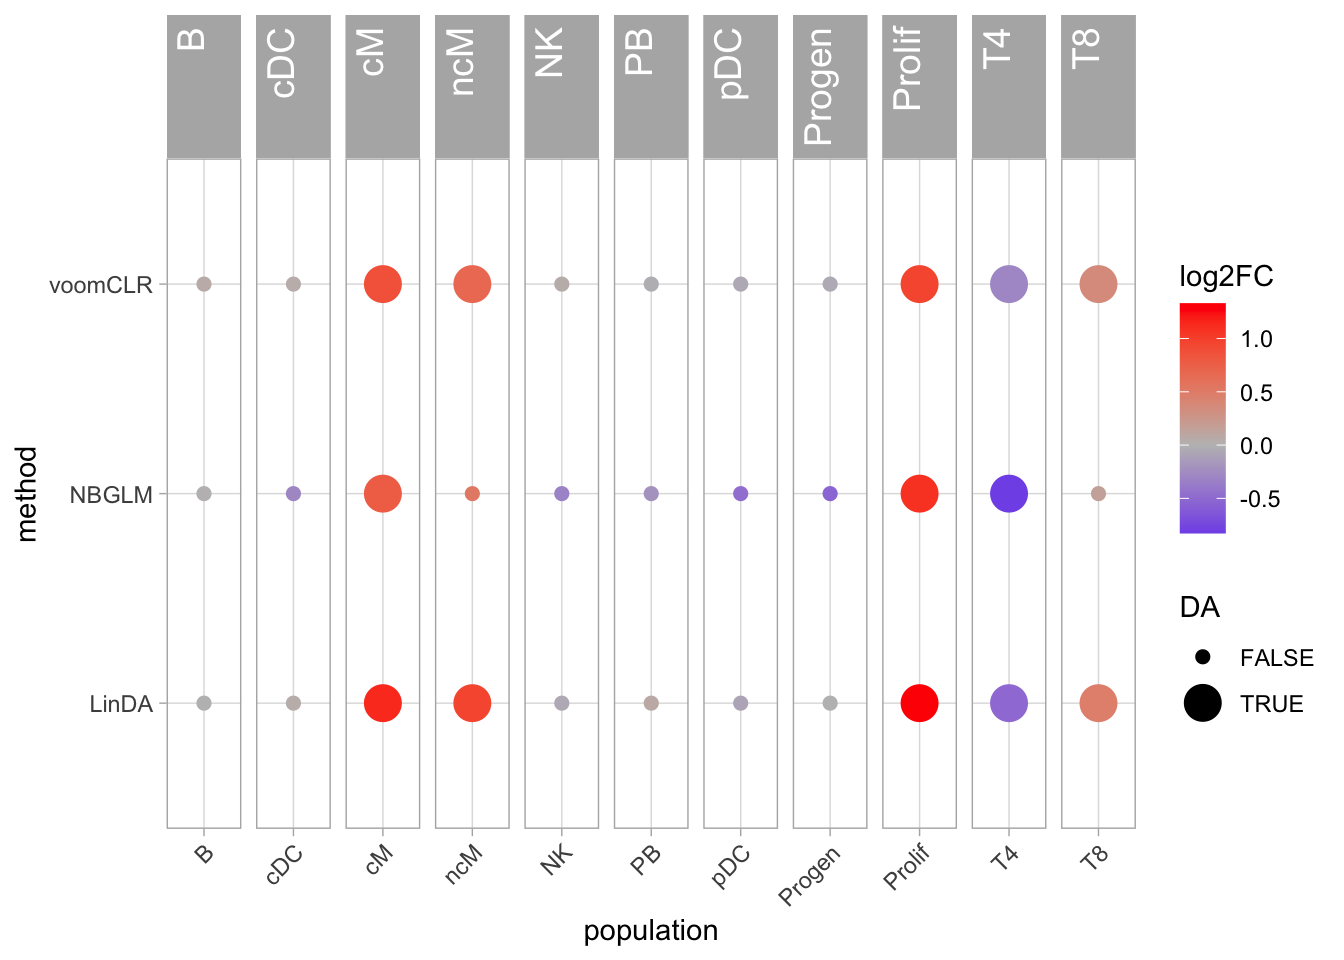 B
cDC
cM
ncM
NK
PB
pDC
Progen
Prolif
T4
T8
voomCLR
NBGLM
LinDA
method
B
cDC
cM
ncM
NK
PB
pDC
Progen
Prolif
T4
T8
population
log2FC
1.0
0.5
0.0
-0.5
DA
FALSE
TRUE